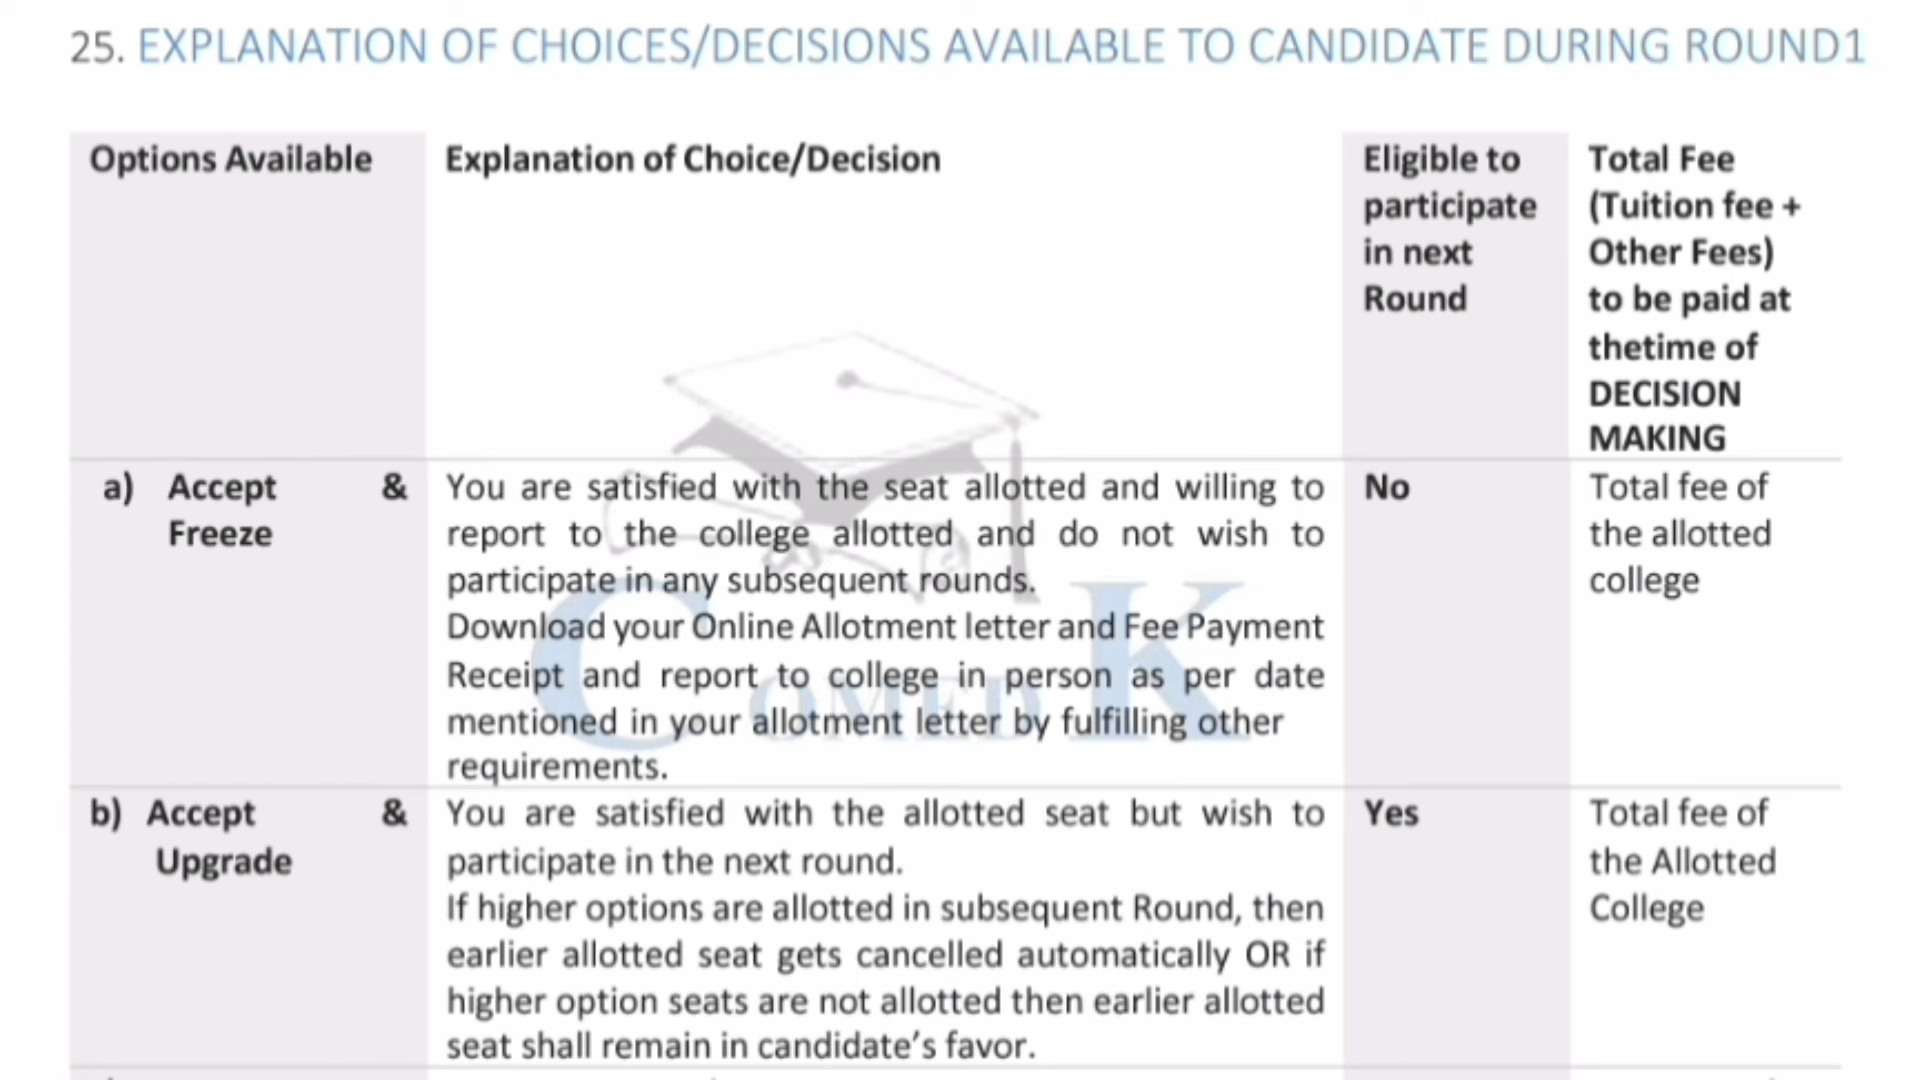 25. EXPLANATION OF CHOICES/DECISIONS AVAILABLE TO CANDIDATE DURING ROUND1
Options Available
Explanation of Choice/Decision
Eligible to
participate
in next
Round
Total Fee
(Tuition fee +
Other Fees)
to be paid at
thetime of
DECISION
MAKING
a) Accept &
Freeze
You are satisfied with the seat allotted and willing to
report to the college allotted and do not wish to
participate in any subsequent rounds.
Download your Online Allotment letter and Fee Payment
Receipt and report to college in person as per date
mentioned in your allotment letter by fulfilling other
requirements.
No
Total fee of
the allotted
college
b) Accept &
Upgrade
You are satisfied with the allotted seat but wish to
participate in the next round.
If higher options are allotted in subsequent Round, then
earlier allotted seat gets cancelled automatically OR if
higher option seats are not allotted then earlier allotted
seat shall remain in candidate’s favor.
Yes
Total fee of
the Allotted
College
COMEDK